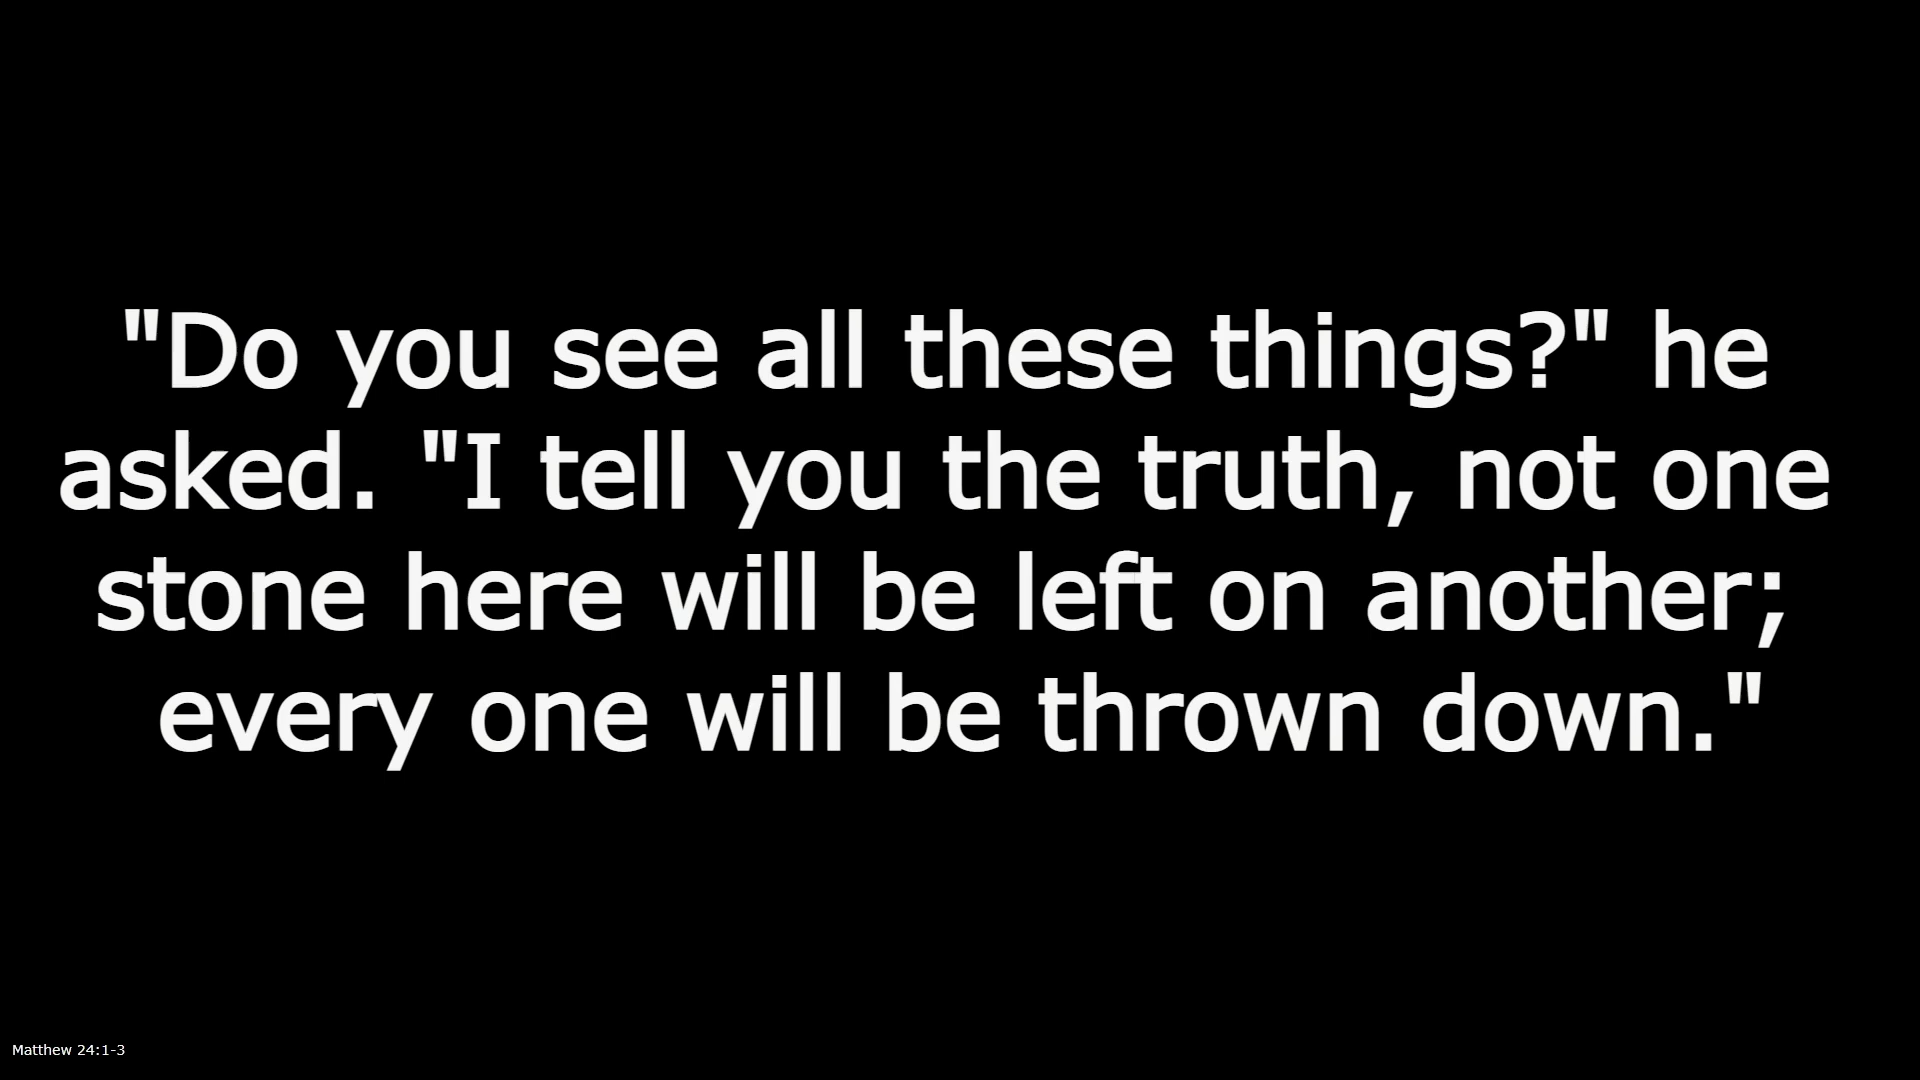 "Do you see all these things?" he
asked. "I tell you the truth, not one
stone here will be left on another;
every one will be thrown down."
Matthew 24:1-3